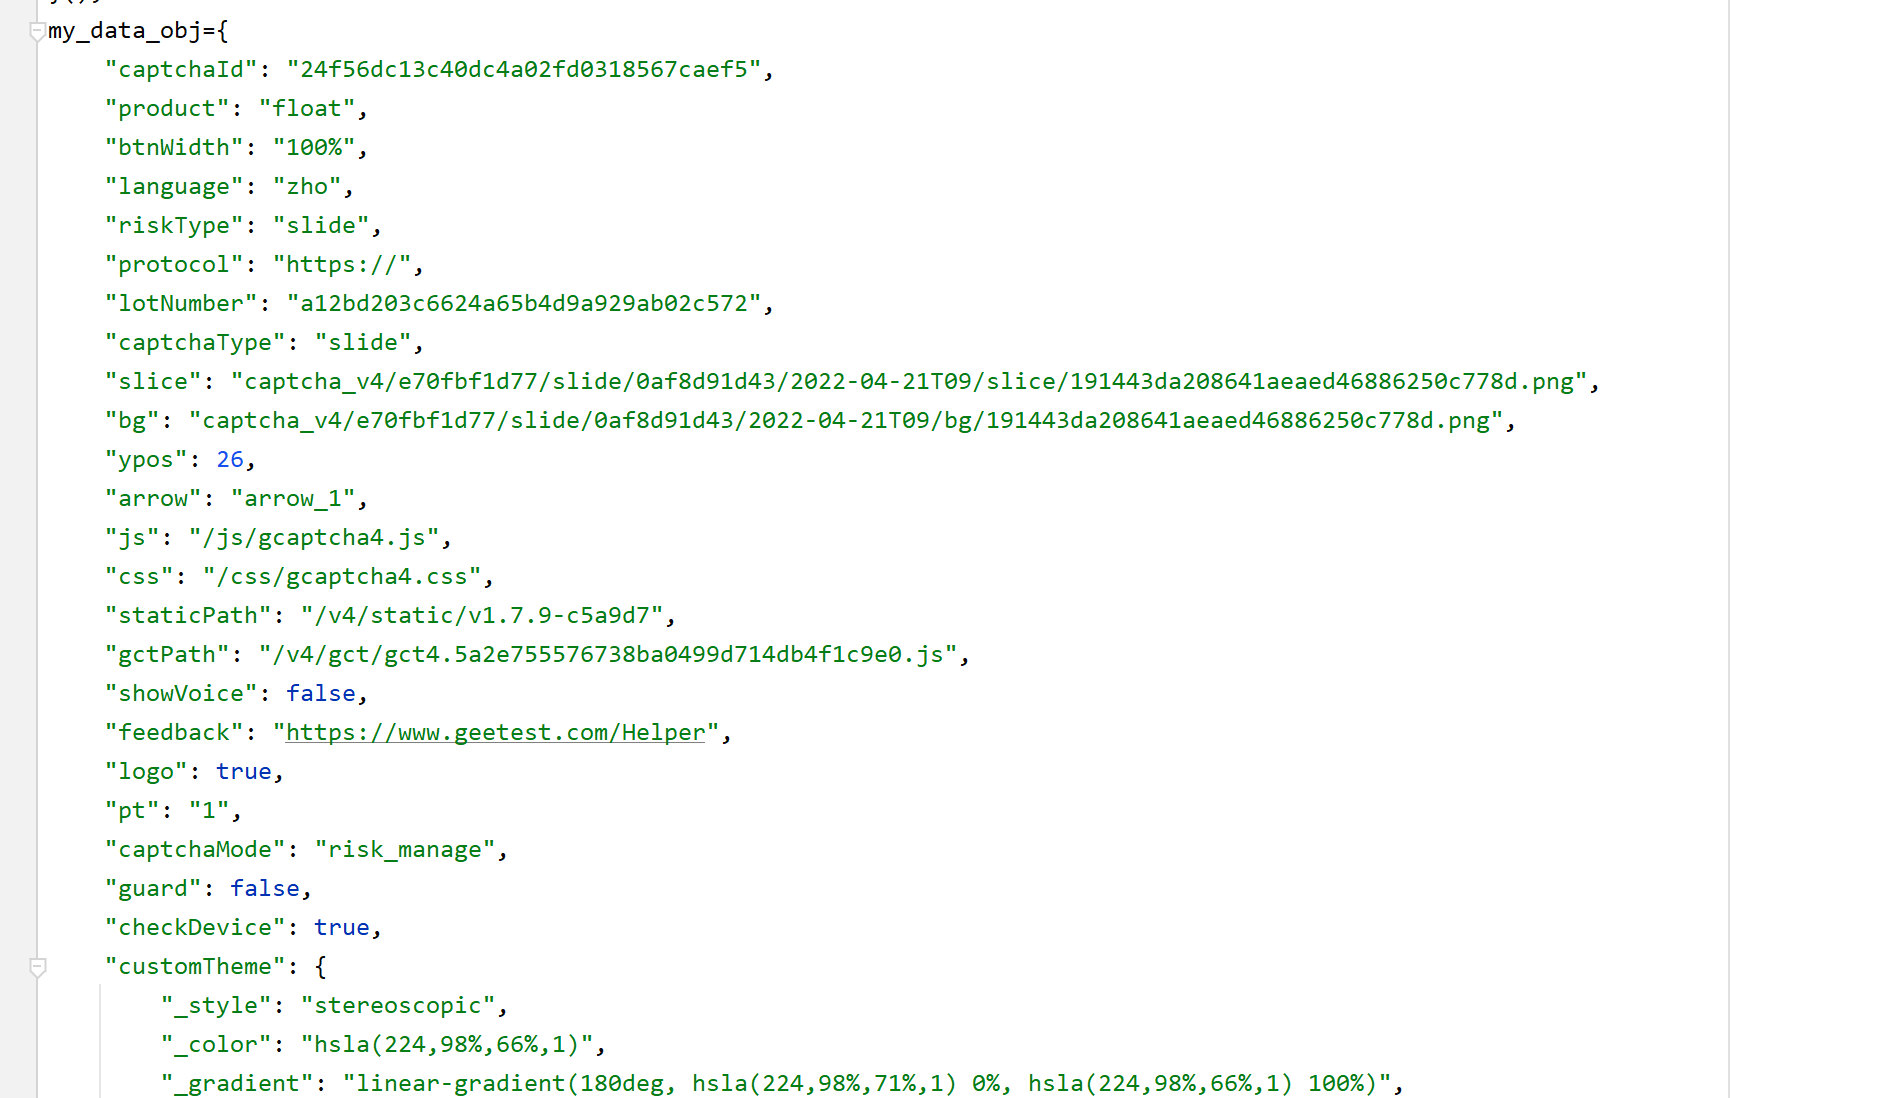 my_data_obj={
"captchaId": "24f56dc13c40dc4a02fd0318567caef5",
"product": "float",
"btnWidth": "100%",
"language": "zho",
"riskType": "slide",
"protocol": "https://",
"lotNumber": "a12bd203c6624a65b4d9a929ab02c572",
"captchaType": "slide",
"slice": "captcha_v4/e70fbf1d77/slide/0af8d91d43/2022-04-21T09/slice/191443da208641aeaed46886250c778d.png",
"bg": "captcha_v4/e70fbf1d77/slide/0af8d91d43/2022-04-21T09/bg/191443da208641aeaed46886250c778d.png",
"ypos": 26,
"arrow": "arrow_1",
"js": "/js/gcaptcha4.js",
"css": "/css/gcaptcha4.css",
"staticPath": "/v4/static/v1.7.9-c5a9d7",
"gctPath": "/v4/gct/gct4.5a2e755576738ba0499d714db4f1c9e0.js",
"showVoice": false,
"feedback": "https://www.geetest.com/Helper",
"logo": true,
"pt": "1",
"captchaMode": "risk_manage",
"guard": false,
"checkDevice": true,
"customTheme": {
"_style": "stereoscopic",
"_color": "hsla(224,98%,66%,1)",
"_gradient": "linear-gradient(180deg, hsla(224,98%,71%,1) 0%, hsla(224,98%,66%,1) 100%)",